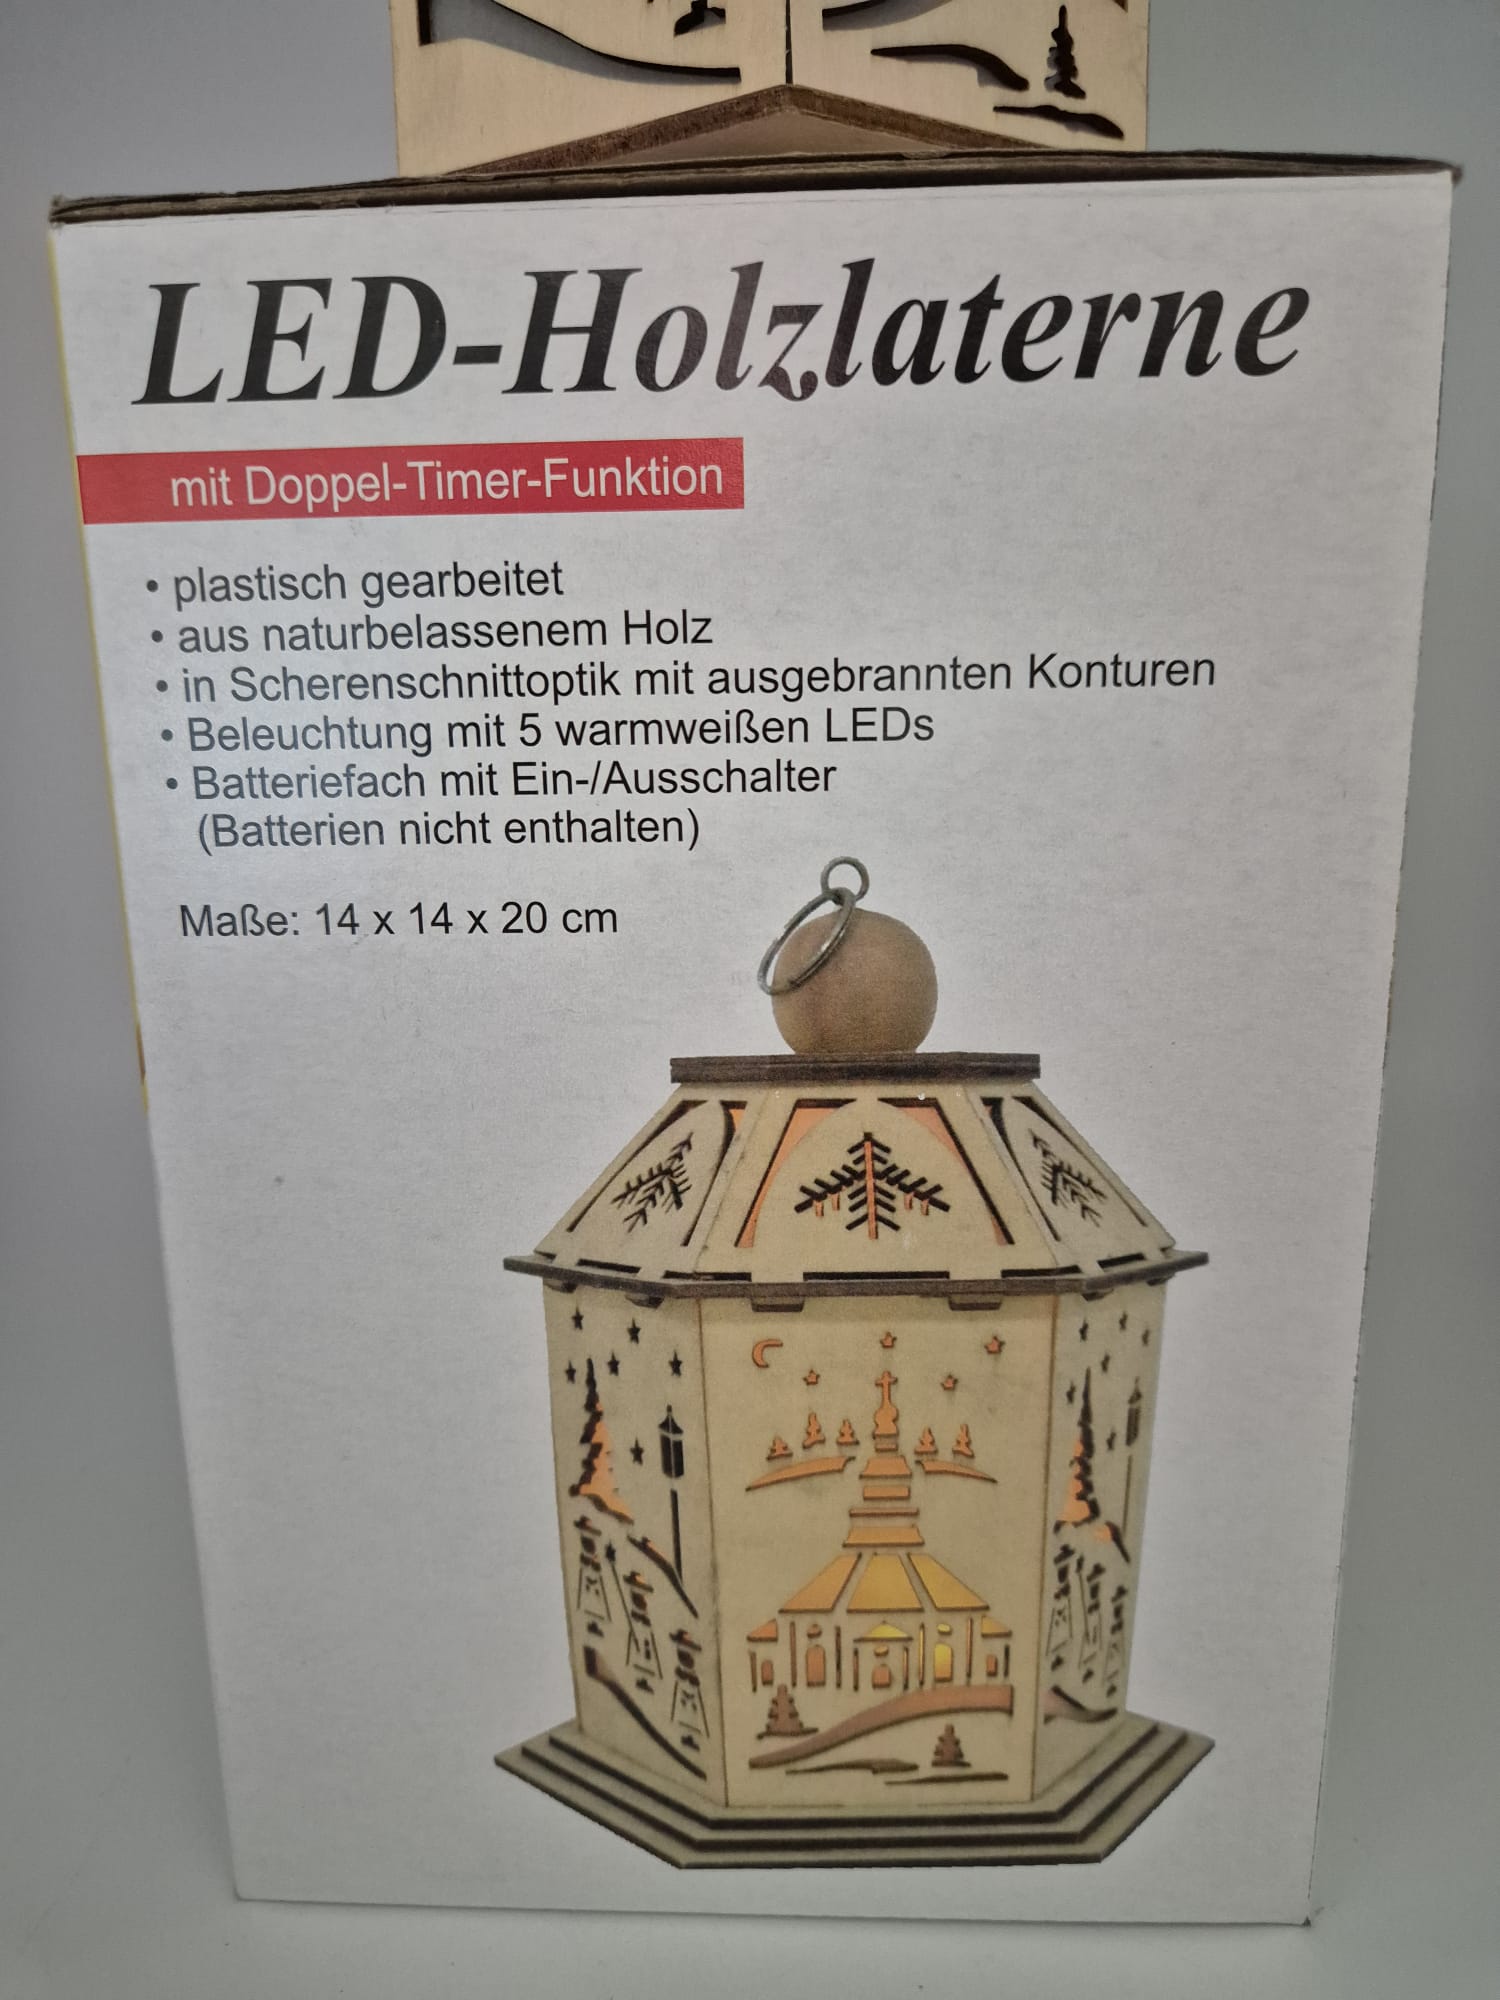 LED-Holzlaterne
mit Doppel-Timer-Funktion
• plastisch gearbeitet
• aus naturbelassenem Holz
• in Scherenschnittoptik mit ausgebrannten Konturen
• Beleuchtung mit 5 warmweißen LEDs
• Batteriefach mit Ein-/Ausschalter
(Batterien nicht enthalten)
Maße: 14 x 14 x 20 cm